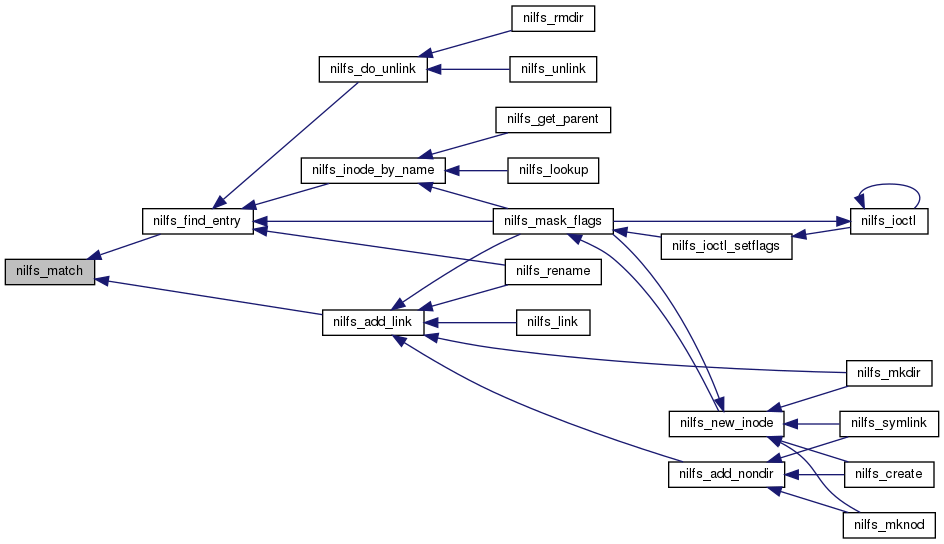 nilfs_rmdir
nilfs_do_unlink
nilfs_unlink
nilfs_get_parent
nilfs_inode_by_name
nilfs_lookup
nilfs_find_entry
nilfs_mask_flags
nilfs_ioctl
nilfs_ioctl_setflags
nilfs_match
nilfs_rename
nilfs_add_link
nilfs_link
nilfs_mkdir
nilfs_new_inode
nilfs_symlink
nilfs_add_nondir
nilfs_create
nilfs_mknod